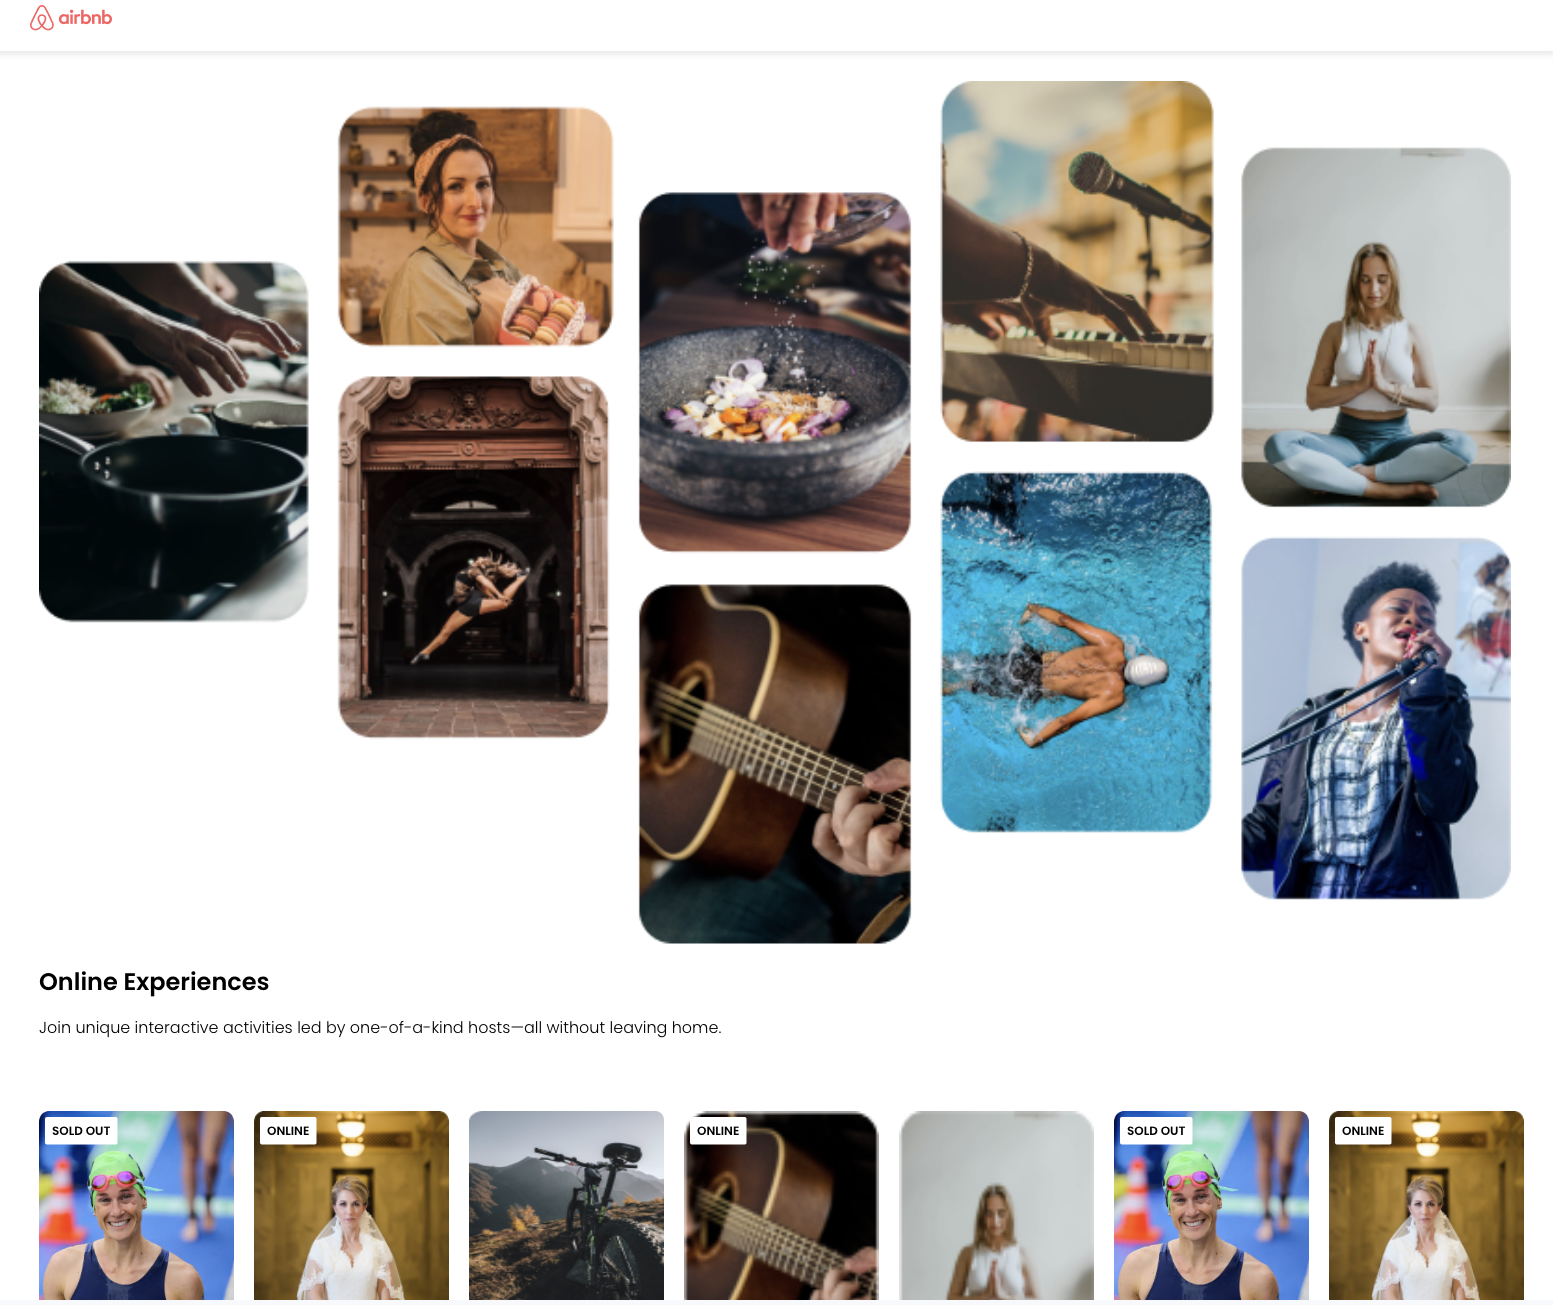 airbnb
Online Experiences
Join unique interactive activities led by one-of-a-kind hosts—all without leaving home.
SOLD OUT
ONLINE
ONLINE
SOLD OUT
ONLINE